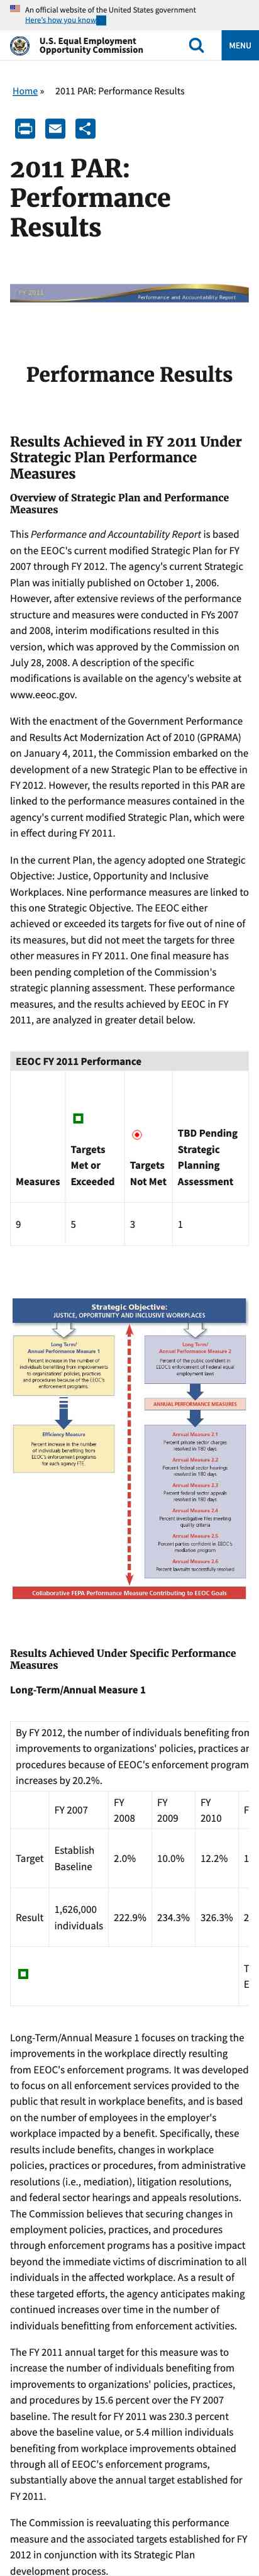 An official website of the United States government
Here's how you know
U.S. Equal Employment
Opportunity Commission
MENU
Home » 2011 PAR: Performance Results
2011 PAR:
Performance
Results
FY 2011
Performance and Accountability Report
Performance Results
Results Achieved in FY 2011 Under
Strategic Plan Performance
Measures
Overview of Strategic Plan and Performance
Measures
This Performance and Accountability Report is based
on the EEOC's current modified Strategic Plan for FY
2007 through FY 2012. The agency's current Strategic
Plan was initially published on October 1, 2006.
However, after extensive reviews of the performance
structure and measures were conducted in FYs 2007
and 2008, interim modifications resulted in this
version, which was approved by the Commission on
July 28, 2008. A description of the specific
modifications is available on the agency's website at
www.eeoc.gov.
With the enactment of the Government Performance
and Results Act Modernization Act of 2010 (GPRAMA)
on January 4, 2011, the Commission embarked on the
development of a new Strategic Plan to be effective in
FY 2012. However, the results reported in this PAR are
linked to the performance measures contained in the
agency's current modified Strategic Plan, which were
in effect during FY 2011.
In the current Plan, the agency adopted one Strategic
Objective: Justice, Opportunity and Inclusive
Workplaces. Nine performance measures are linked to
this one Strategic Objective. The EEOC either
achieved or exceeded its targets for five out of nine of
its measures, but did not meet the targets for three
other measures in FY 2011. One final measure has
been pending completion of the Commission's
strategic planning assessment. These performance
measures, and the results achieved by EEOC in FY
2011, are analyzed in greater detail below.
EEOC FY 2011 Performance
Measures
Targets
Met or
Exceeded
Targets
Not Met
TBD Pending
Strategic
Planning
Assessment
9 5 3 1
Strategic Objective:
JUSTICE, OPPORTUNITY AND INCLUSIVE WORKPLACES
Long Term/
Annual Performance Measure 1
Percent increase in the number of
individuals benefiting from improvements
to organizations' policies, practices
and procedures because of the EEOC's
enforcement programs
Efficiency Measure
Percent increase in the number
of individuals benefiting from
EEOC's enforcement programs
for each agency FTE
Long Term/
Annual Performance Measure 2
Percent of the public confident in
EEOC's enforcement of federal equal
employment laws
ANNUAL PERFORMANCE MEASURES
Annual Measure 2.1
Percent private sector charges
resolved in 180 days
Annual Measure 2.2
Percent federal sector hearings
resolved in 180 days
Annual Measure 2.3
Percent federal sector appeals
resolved in 180 days
Annual Measure 2.4
Percent investigative files meeting
quality criteria
Annual Measure 2.5
Percent parties confident in EEOC's
mediation program
Annual Measure 2.6
Percent lawsuits successfully resolved
Collaborative FEPA Performance Measure Contributing to EEOC Goals
Results Achieved Under Specific Performance
Measures
Long-Term/Annual Measure 1
By FY 2012, the number of individuals benefiting from
improvements to organizations' policies, practices an
procedures because of EEOC's enforcement program
increases by 20.2%.
FY 2007 FY 2008 FY 2009 FY 2010 F
Target Establish Baseline 2.0% 10.0% 12.2% 1
Result 1,626,000 individuals 222.9% 234.3% 326.3% 2
T
E
Long-Term/Annual Measure 1 focuses on tracking the
improvements in the workplace directly resulting
from EEOC's enforcement programs. It was developed
to focus on all enforcement services provided to the
public that result in workplace benefits, and is based
on the number of employees in the employer's
workplace impacted by a benefit. Specifically, these
results include benefits, changes in workplace
policies, practices or procedures, from administrative
resolutions (i.e., mediation), litigation resolutions,
and federal sector hearings and appeals resolutions.
The Commission believes that securing changes in
employment policies, practices, and procedures
through enforcement programs has a positive impact
beyond the immediate victims of discrimination to all
individuals in the affected workplace. As a result of
these targeted efforts, the agency anticipates making
continued increases over time in the number of
individuals benefitting from enforcement activities.
The FY 2011 annual target for this measure was to
increase the number of individuals benefiting from
improvements to organizations' policies, practices,
and procedures by 15.6 percent over the FY 2007
baseline. The result for FY 2011 was 230.3 percent
above the baseline value, or 5.4 million individuals
benefiting from workplace improvements obtained
through all of EEOC's enforcement programs,
substantially above the annual target established for
FY 2011.
The Commission is reevaluating this performance
measure and the associated targets established for FY
2012 in conjunction with its Strategic Plan
development process.